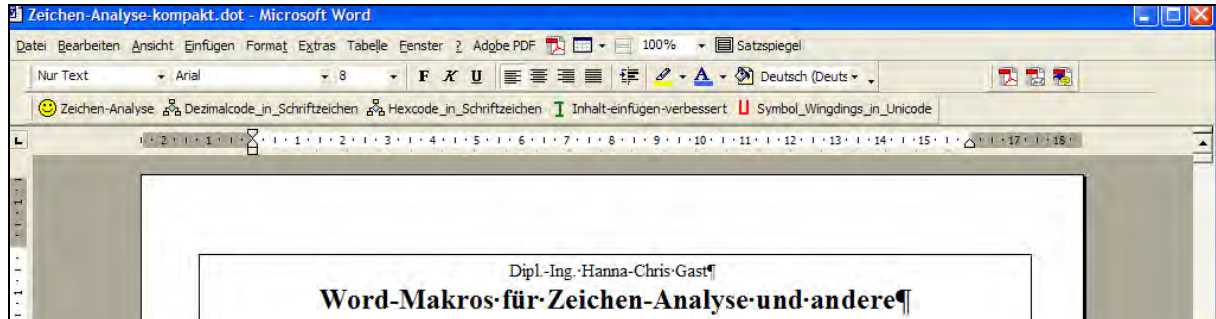 Zeichen-Analyse-kompakt.dot - Microsoft Word
Datei Bearbeiten Ansicht Einfügen Format Extras Tabelle Fenster ? Adobe PDF 100% Satzspiegel
Nur Text Arial 8 F K U A Deutsch (Deuts
Zeichen-Analyse Dezimalcode_in_Schriftzeichen Hexcode_in_Schriftzeichen I Inhalt-einfügen-verbessert U Symbol_Wingdings_in_Unicode
L · 2 · 1 · 1 · 1 · 2 · 3 · 4 · 5 · 6 · 7 · 8 · 9 · 10 · 11 · 12 · 13 · 14 · 15 · 17 · 18
Dipl.-Ing.·Hanna-Chris·Gast¶
Word-Makros·für·Zeichen-Analyse·und·andere¶